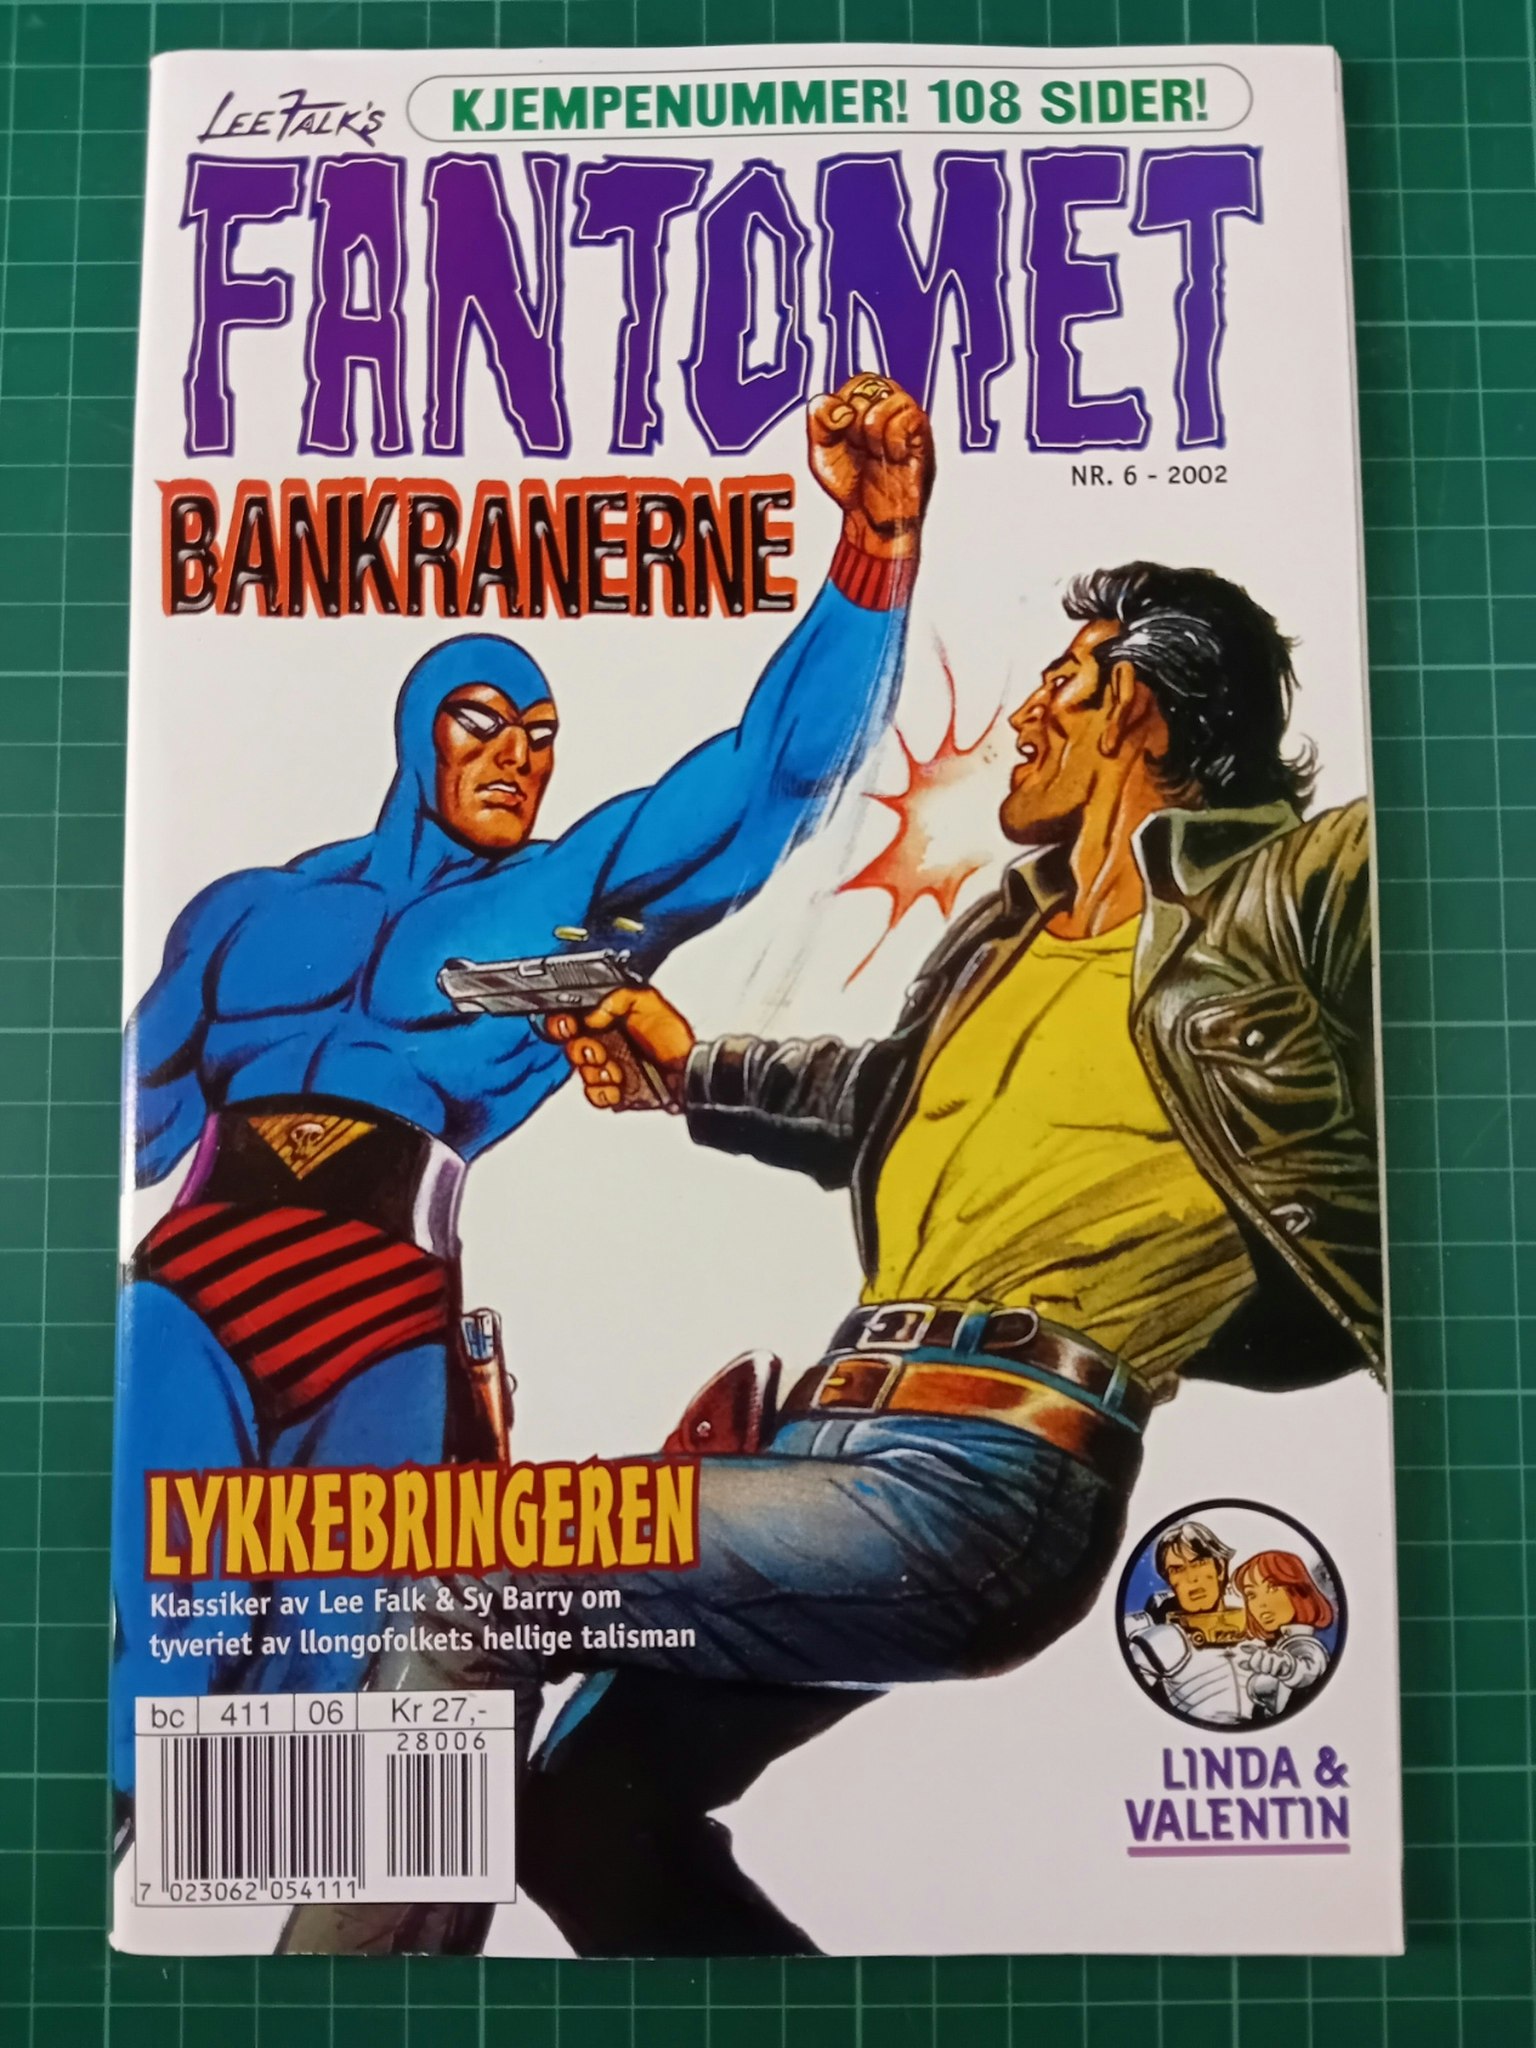 LEE FALK'S
KJEMPENUMMER! 108 SIDER!
FANTOMET
NR. 6 - 2002
BANKRANERNE
LYKKEBRINGEREN
Klassiker av Lee Falk & Sy Barry om
tyveriet av llongofolkets hellige talisman
bc 411 06 Kr 27,-
28006
7 023062 054111
LINDA &
VALENTIN